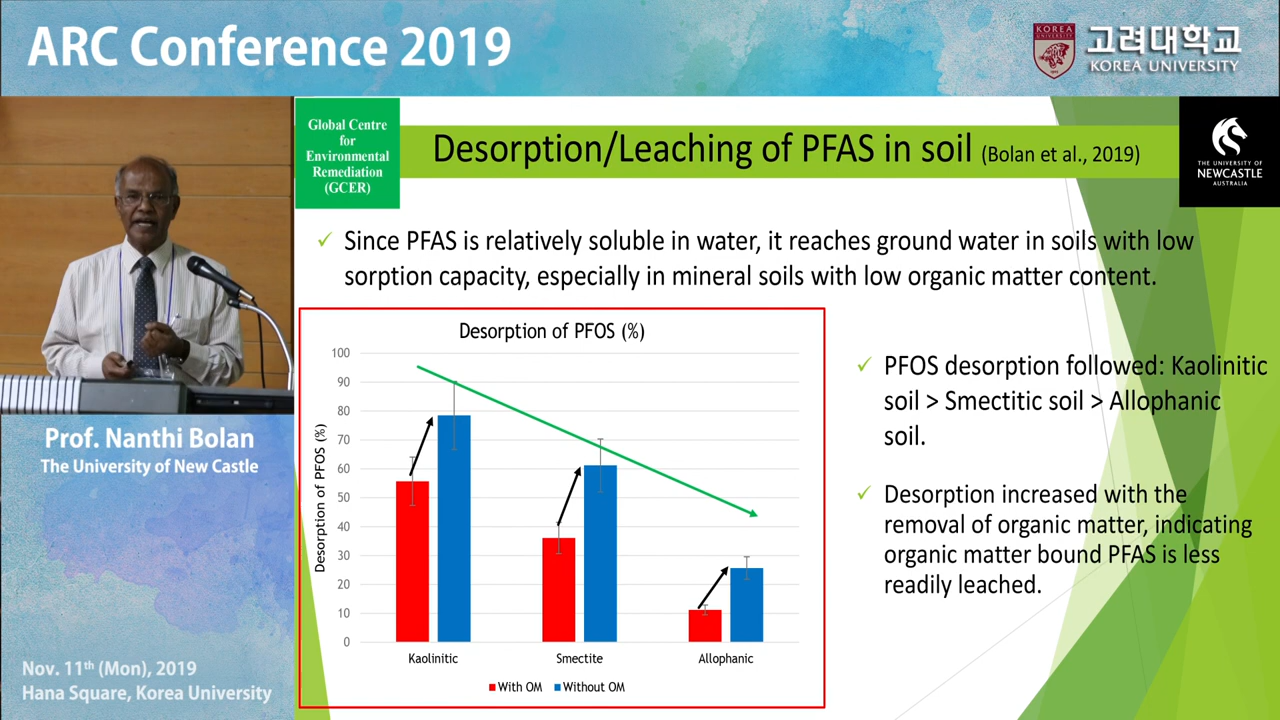 ARC Conference 2019
KOREA
UNIVERSITY
고려대학교
KOREA UNIVERSITY
Global Centre
for
Environmental
Remediation
(GCER)
Desorption/Leaching of PFAS in soil (Bolan et al., 2019)
THE UNIVERSITY OF
NEWCASTLE
AUSTRALIA
✓ Since PFAS is relatively soluble in water, it reaches ground water in soils with low
sorption capacity, especially in mineral soils with low organic matter content.
Desorption of PFOS (%)
Desorption of PFOS (%)
100
90
80
70
60
50
40
30
20
10
0
Kaolinitic Smectite Allophanic
With OM Without OM
✓ PFOS desorption followed: Kaolinitic
soil > Smectitic soil > Allophanic
soil.
✓ Desorption increased with the
removal of organic matter, indicating
organic matter bound PFAS is less
readily leached.
Prof. Nanthi Bolan
The University of New Castle
Nov. 11th (Mon), 2019
Hana Square, Korea University